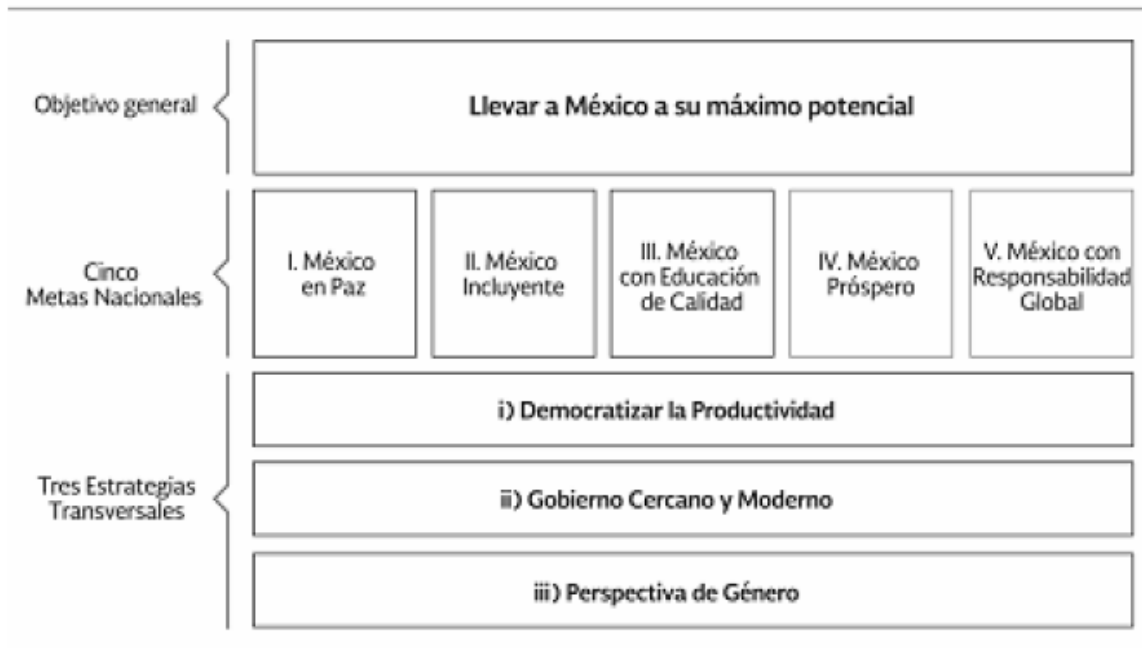 Objetivo general
Llevar a México a su máximo potencial
Cinco
Metas Nacionales
I. México
en Paz
II. México
Incluyente
III. México
con Educación
de Calidad
IV. México
Próspero
V. México con
Responsabilidad
Global
Tres Estrategias
Transversales
i) Democratizar la Productividad
ii) Gobierno Cercano y Moderno
iii) Perspectiva de Género